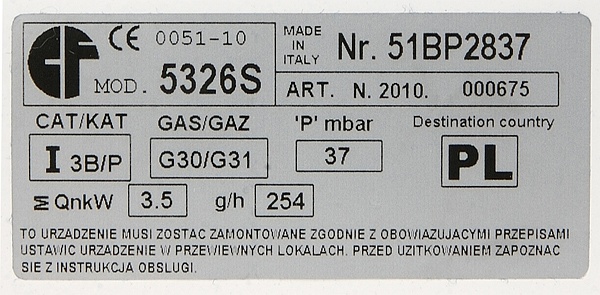 CF CE 0051-10
MOD. 5326S
MADE IN ITALY
Nr. 51BP2837
ART. N. 2010. 000675
CAT/KAT GAS/GAZ 'P' mbar Destination country
I 3B/P G30/G31 37 PL
Σ QnkW 3.5 g/h 254
TO URZADZENIE MUSI ZOSTAC ZAMONTOWANE ZGODNIE Z OBOWIAZUJACYMI PRZEPISAMI
USTAWIC URZADZENIE W PRZEWIEWNYCH LOKALACH. PRZED UZITKOWANIEM ZAPOZNAC
SIE Z INSTRUKCJA OBSLUGI.